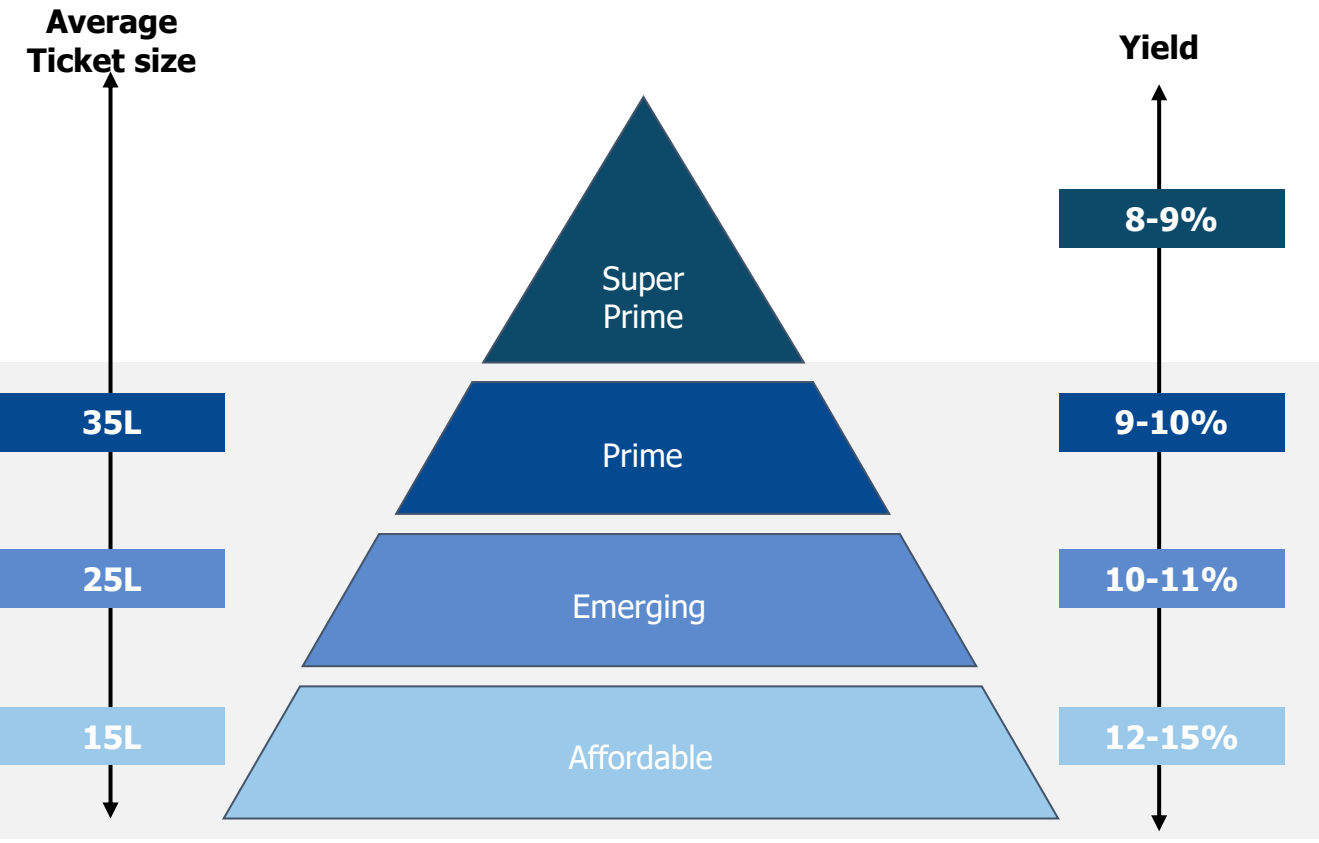 Average
Ticket size
Yield
8-9%
Super
Prime
35L
Prime
9-10%
25L
Emerging
10-11%
15L
Affordable
12-15%